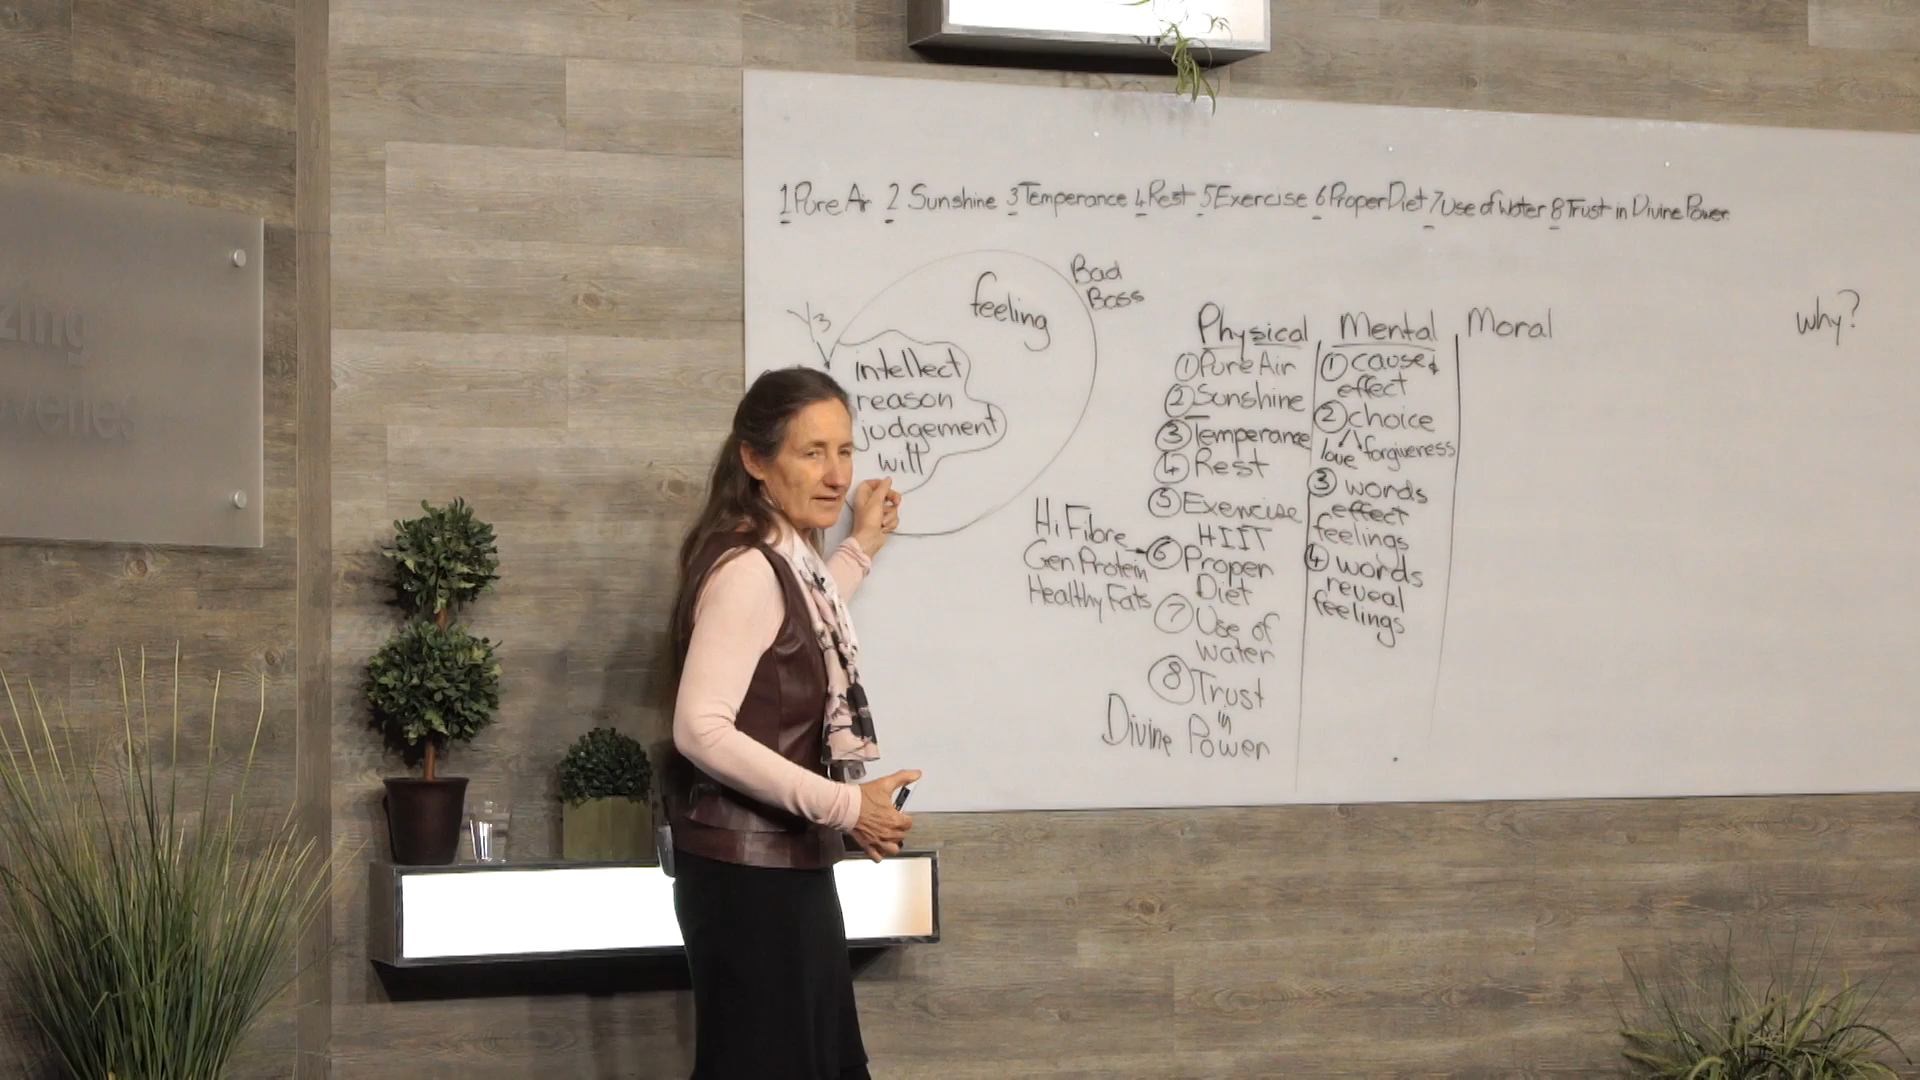 1 Pure Air 2 Sunshine 3 Temperance 4 Rest 5 Exercise 6 Proper Diet 7 Use of Water 8 Trust in Divine Power
Bad
Boss
feeling
1/3
intellect
reason
judgement
will
Physical
① Pure Air
② Sunshine
③ Temperance
④ Rest
⑤ Exercise
HIIT
⑥ Proper
Diet
⑦ Use of
water
⑧ Trust
in
Divine Power
Hi Fibre
Gen Protein
Healthy Fats
Mental
① cause &
effect
② choice
love forgiveness
③ words
effect
feelings
④ words
reveal
feelings
Moral
why?
zing
overies